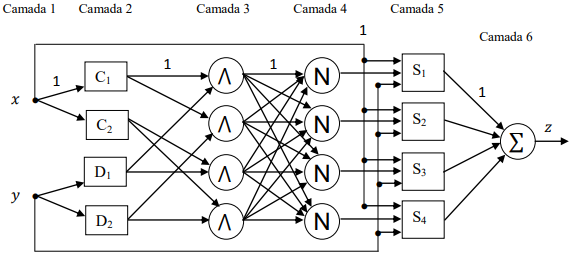 Camada 1 Camada 2 Camada 3 Camada 4 Camada 5
1
Camada 6
C1 1 Λ 1 N S1
1
1
x
C2 Λ N S2
z
Σ
D1 Λ N S3
y
D2 Λ N S4